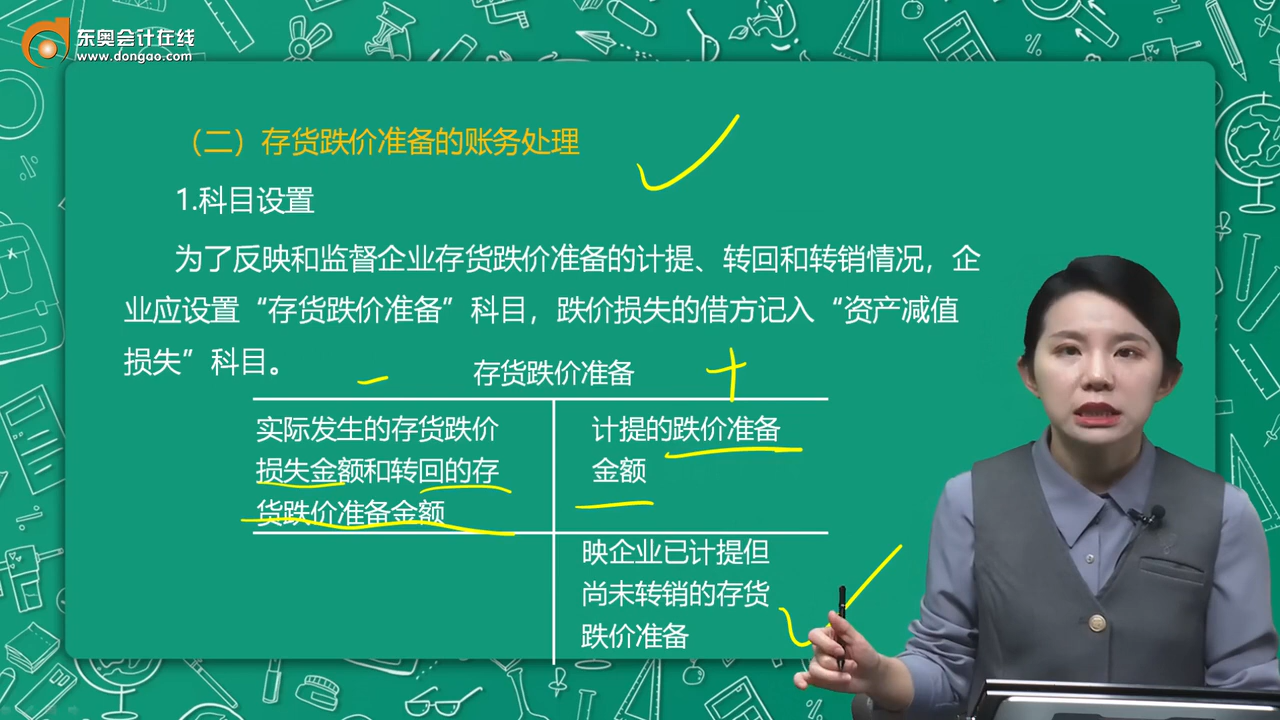 东奥会计在线
www.dongao.com
（二）存货跌价准备的账务处理
1.科目设置
为了反映和监督企业存货跌价准备的计提、转回和转销情况，企
业应设置“存货跌价准备”科目，跌价损失的借方记入“资产减值
损失”科目。
存货跌价准备
实际发生的存货跌价
损失金额和转回的存
货跌价准备金额
计提的跌价准备
金额
映企业已计提但
尚未转销的存货
跌价准备